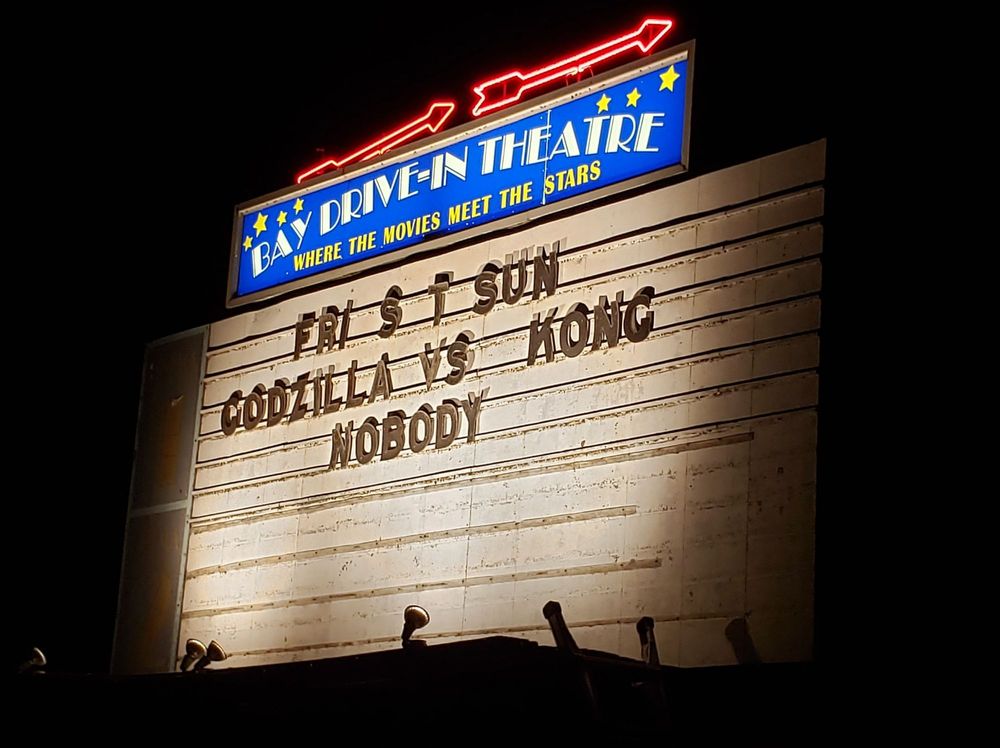 BAY DRIVE-IN THEATRE
WHERE THE MOVIES MEET THE STARS
FRI S T SUN
GODZILLA VS KONG
NOBODY